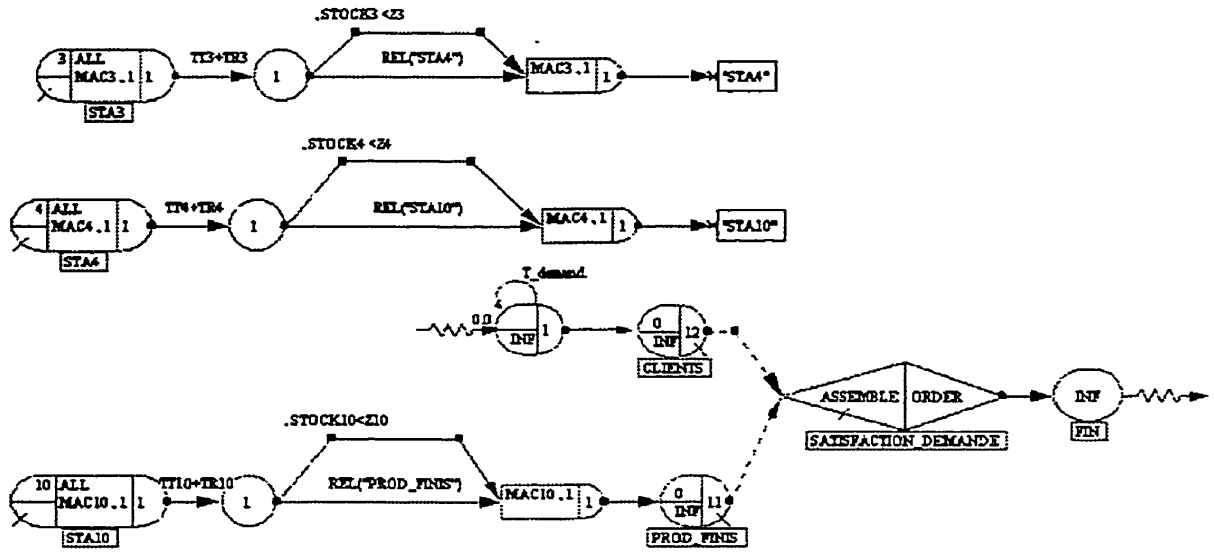 .STOCK3<Z3
3 ALL MAC3.1 1
TT3+TR3
1
REL("STA4")
MAC3.1 1
"STA4"
STA3
.STOCK4<Z4
4 ALL MAC4.1 1
TT4+TR4
1
REL("STA10")
MAC4.1 1
"STA10"
STA4
T_demand
0.0
INF 1
0 INF 12
CLIENTS
ASSEMBLE ORDER
INF
SATISFACTION_DEMANDE
FIN
.STOCK10<Z10
10 ALL MAC10.1 1
TT10+TR10
1
REL("PROD_FINIS")
MAC10.1 1
0 INF 11
STA10
PROD_FINIS